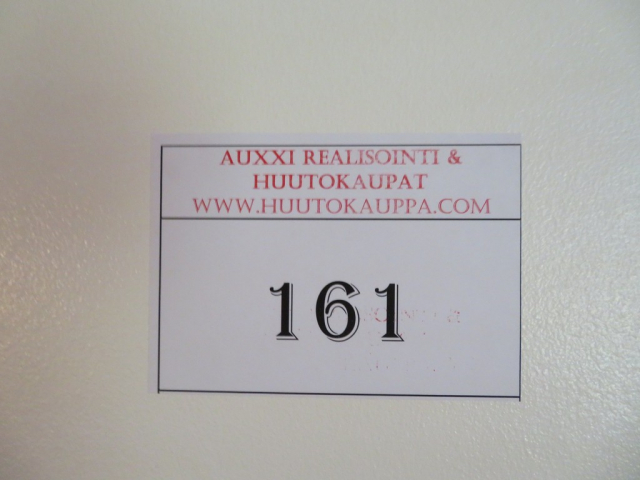 AUXXI REALISOINTI &
HUUTOKAUPAT
WWW.HUUTOKAUPPA.COM
161